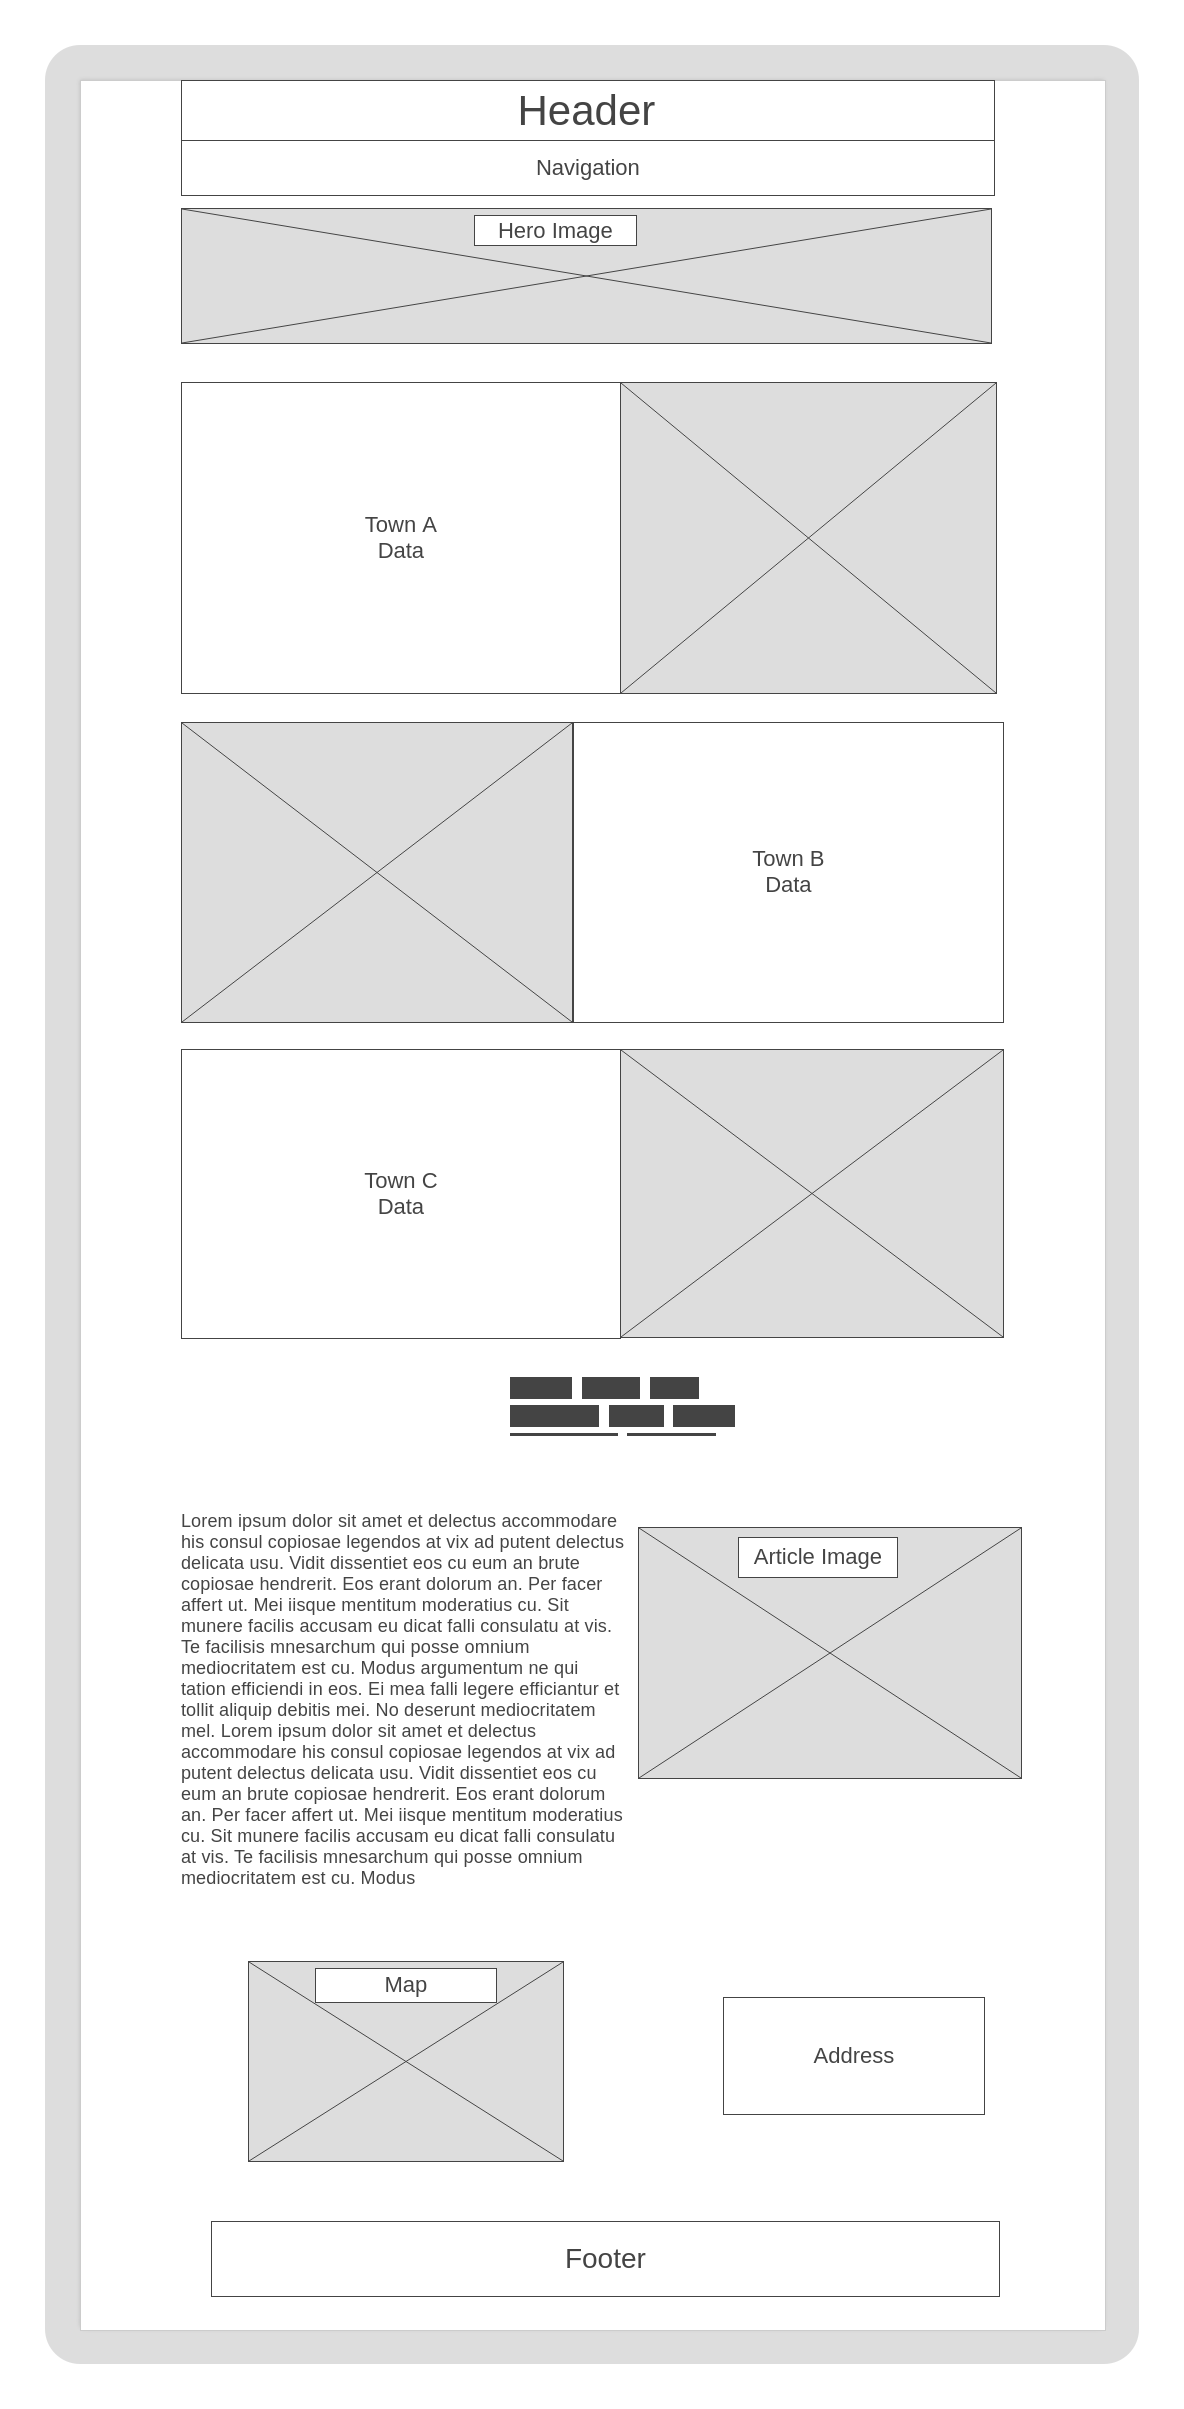 Header
Navigation
Hero Image
Town A
Data
Town B
Data
Town C
Data
Lorem ipsum dolor sit amet et delectus accommodare
his consul copiosae legendos at vix ad putent delectus
delicata usu. Vidit dissentiet eos cu eum an brute
copiosae hendrerit. Eos erant dolorum an. Per facer
affert ut. Mei iisque mentitum moderatius cu. Sit
munere facilis accusam eu dicat falli consulatu at vis.
Te facilisis mnesarchum qui posse omnium
mediocritatem est cu. Modus argumentum ne qui
tation efficiendi in eos. Ei mea falli legere efficiantur et
tollit aliquip debitis mei. No deserunt mediocritatem
mel. Lorem ipsum dolor sit amet et delectus
accommodare his consul copiosae legendos at vix ad
putent delectus delicata usu. Vidit dissentiet eos cu
eum an brute copiosae hendrerit. Eos erant dolorum
an. Per facer affert ut. Mei iisque mentitum moderatius
cu. Sit munere facilis accusam eu dicat falli consulatu
at vis. Te facilisis mnesarchum qui posse omnium
mediocritatem est cu. Modus
Article Image
Map
Address
Footer